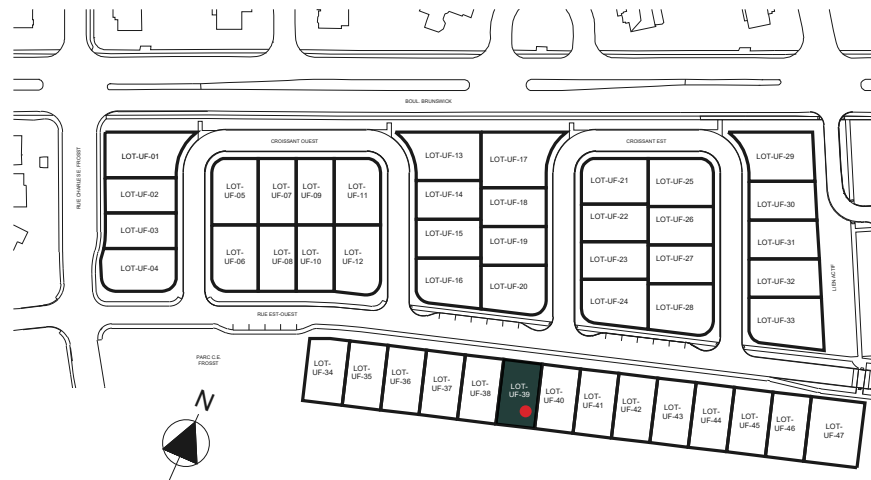 BOUL. BRUNSWICK
RUE CHARLES E. FROSST
CROISSANT OUEST
CROISSANT EST
LOT-UF-01
LOT-UF-02
LOT-UF-03
LOT-UF-04
LOT-
UF-05
LOT-
UF-07
LOT-
UF-09
LOT-
UF-11
LOT-
UF-06
LOT-
UF-08
LOT-
UF-10
LOT-
UF-12
LOT-UF-13
LOT-UF-14
LOT-UF-15
LOT-UF-16
LOT-UF-17
LOT-UF-18
LOT-UF-19
LOT-UF-20
LOT-UF-21
LOT-UF-22
LOT-UF-23
LOT-UF-24
LOT-UF-25
LOT-UF-26
LOT-UF-27
LOT-UF-28
LOT-UF-29
LOT-UF-30
LOT-UF-31
LOT-UF-32
LOT-UF-33
LIEN ACTIF
RUE EST-OUEST
PARC C.E.
FROSST
LOT-
UF-34
LOT-
UF-35
LOT-
UF-36
LOT-
UF-37
LOT-
UF-38
LOT-
UF-39
LOT-
UF-40
LOT-
UF-41
LOT-
UF-42
LOT-
UF-43
LOT-
UF-44
LOT-
UF-45
LOT-
UF-46
LOT-
UF-47
N